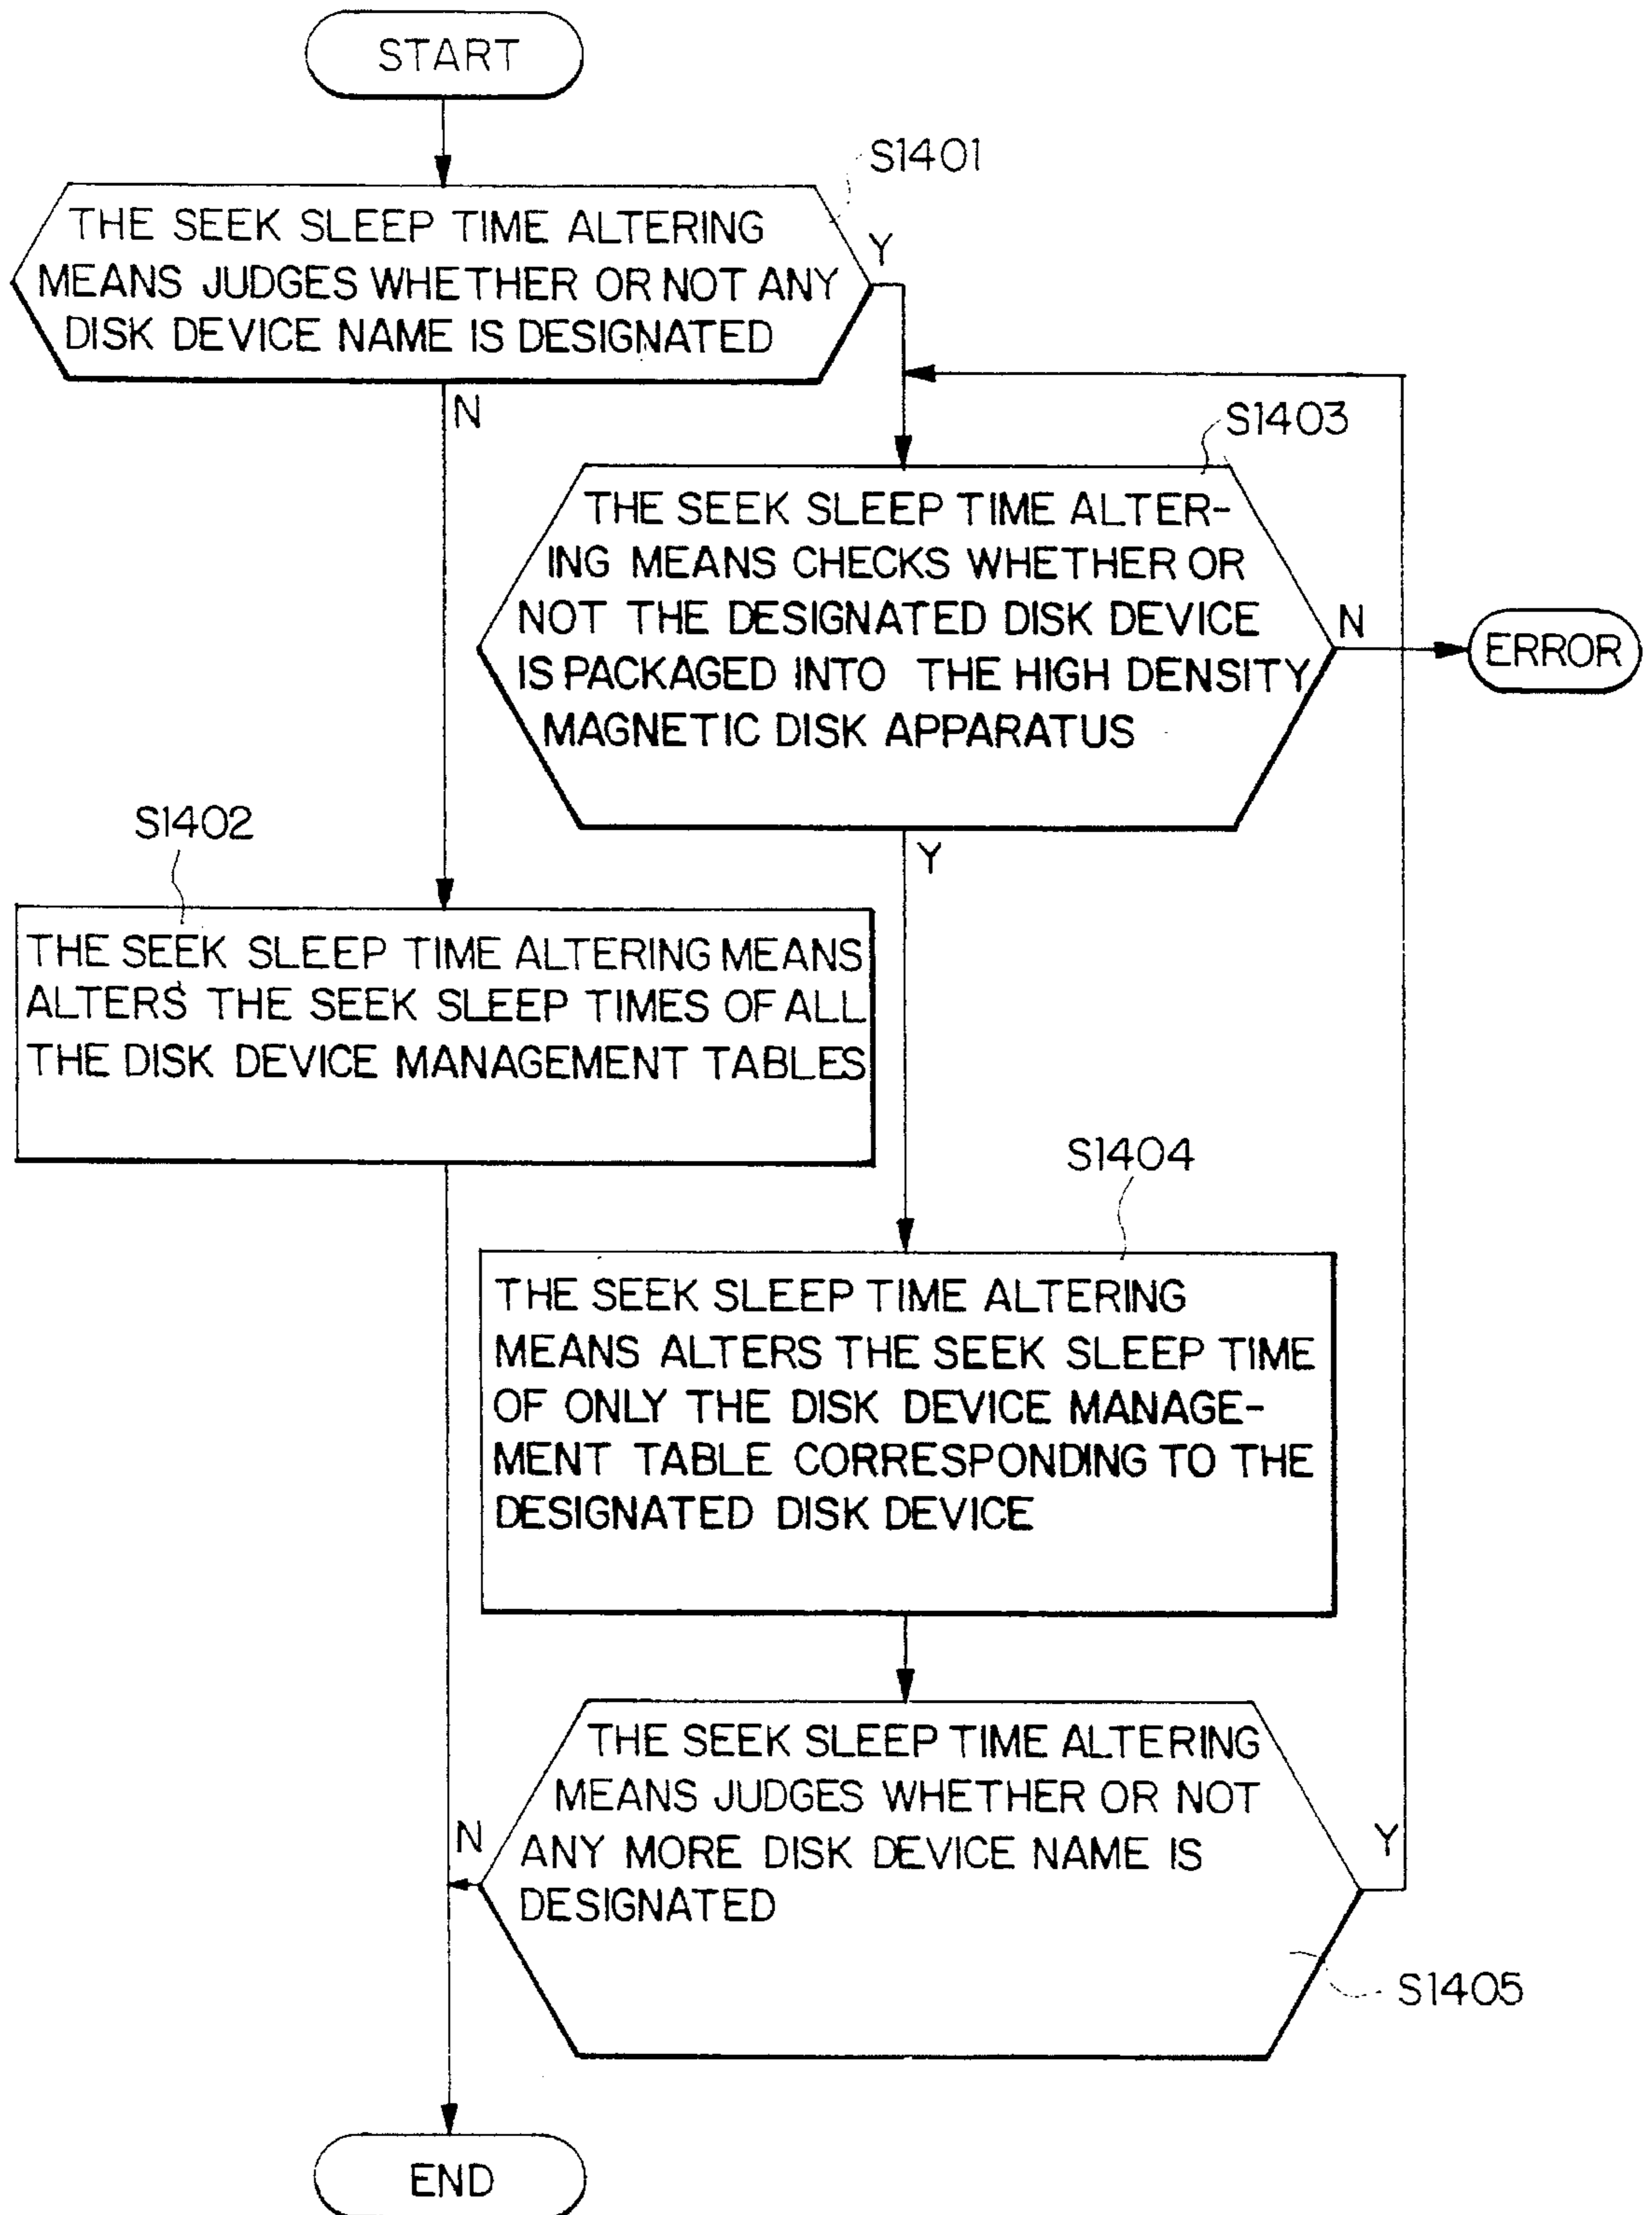 START
S1401
THE SEEK SLEEP TIME ALTERING
MEANS JUDGES WHETHER OR NOT ANY
DISK DEVICE NAME IS DESIGNATED
Y
N
S1403
THE SEEK SLEEP TIME ALTER-
ING MEANS CHECKS WHETHER OR
NOT THE DESIGNATED DISK DEVICE
IS PACKAGED INTO THE HIGH DENSITY
MAGNETIC DISK APPARATUS
N
ERROR
Y
S1402
THE SEEK SLEEP TIME ALTERING MEANS
ALTERS THE SEEK SLEEP TIMES OF ALL
THE DISK DEVICE MANAGEMENT TABLES
S1404
THE SEEK SLEEP TIME ALTERING
MEANS ALTERS THE SEEK SLEEP TIME
OF ONLY THE DISK DEVICE MANAGE-
MENT TABLE CORRESPONDING TO THE
DESIGNATED DISK DEVICE
THE SEEK SLEEP TIME ALTERING
MEANS JUDGES WHETHER OR NOT
ANY MORE DISK DEVICE NAME IS
DESIGNATED
N
Y
S1405
END